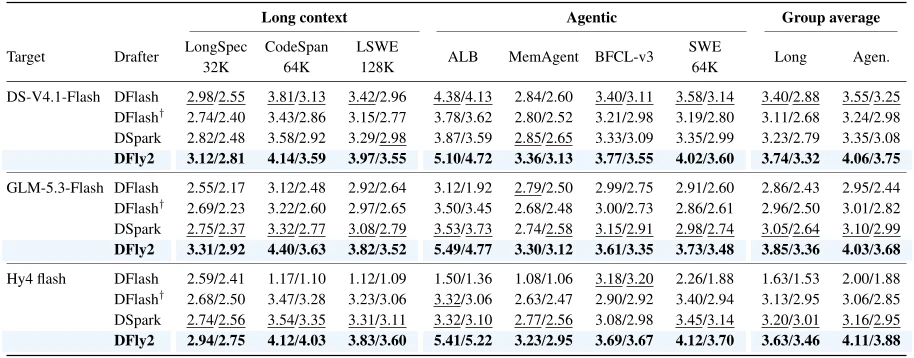 Long context Agentic Group average
Target Drafter LongSpec 32K CodeSpan 64K LSWE 128K ALB MemAgent BFCL-v3 SWE 64K Long Agen.
DS-V4.1-Flash DFlash 2.98/2.55 3.81/3.13 3.42/2.96 4.38/4.13 2.84/2.60 3.40/3.11 3.58/3.14 3.40/2.88 3.55/3.25
DFlash† 2.74/2.40 3.43/2.86 3.15/2.77 3.78/3.62 2.80/2.52 3.21/2.98 3.19/2.80 3.11/2.68 3.24/2.98
DSpark 2.82/2.48 3.58/2.92 3.29/2.98 3.87/3.59 2.85/2.65 3.33/3.09 3.35/2.99 3.23/2.79 3.35/3.08
DFly2 3.12/2.81 4.14/3.59 3.97/3.55 5.10/4.72 3.36/3.13 3.77/3.55 4.02/3.60 3.74/3.32 4.06/3.75
GLM-5.3-Flash DFlash 2.55/2.17 3.12/2.48 2.92/2.64 3.12/1.92 2.79/2.50 2.99/2.75 2.91/2.60 2.86/2.43 2.95/2.44
DFlash† 2.69/2.23 3.22/2.60 2.97/2.65 3.50/3.45 2.68/2.48 3.00/2.73 2.86/2.61 2.96/2.50 3.01/2.82
DSpark 2.75/2.37 3.32/2.77 3.08/2.79 3.53/3.73 2.74/2.58 3.15/2.91 2.98/2.74 3.05/2.64 3.10/2.99
DFly2 3.31/2.92 4.40/3.63 3.82/3.52 5.49/4.77 3.30/3.12 3.61/3.35 3.73/3.48 3.85/3.36 4.03/3.68
Hy4 flash DFlash 2.59/2.41 1.17/1.10 1.12/1.09 1.50/1.36 1.08/1.06 3.18/3.20 2.26/1.88 1.63/1.53 2.00/1.88
DFlash† 2.68/2.50 3.47/3.28 3.23/3.06 3.32/3.06 2.63/2.47 2.90/2.92 3.40/2.94 3.13/2.95 3.06/2.85
DSpark 2.74/2.56 3.54/3.35 3.31/3.11 3.32/3.10 2.77/2.56 3.08/2.98 3.45/3.14 3.20/3.01 3.16/2.95
DFly2 2.94/2.75 4.12/4.03 3.83/3.60 5.41/5.22 3.23/2.95 3.69/3.67 4.12/3.70 3.63/3.46 4.11/3.88